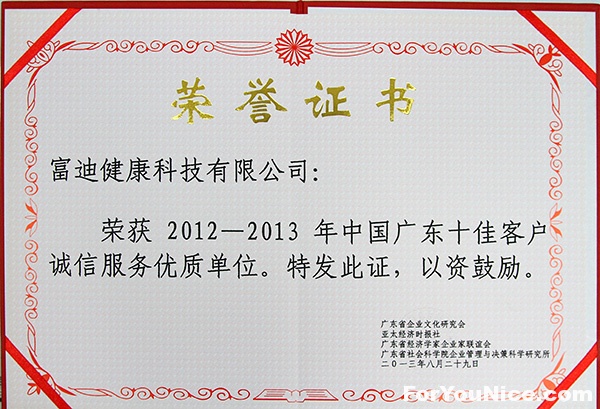 荣誉证书
富迪健康科技有限公司：
荣获 2012—2013 年中国广东十佳客户
诚信服务优质单位。特发此证，以资鼓励。
广东省企业文化研究会
亚太经济时报社
广东省经济学家企业家联谊会
广东省社会科学院企业管理与决策科学研究所
二〇一三年八月二十九日
ForYouNice.com